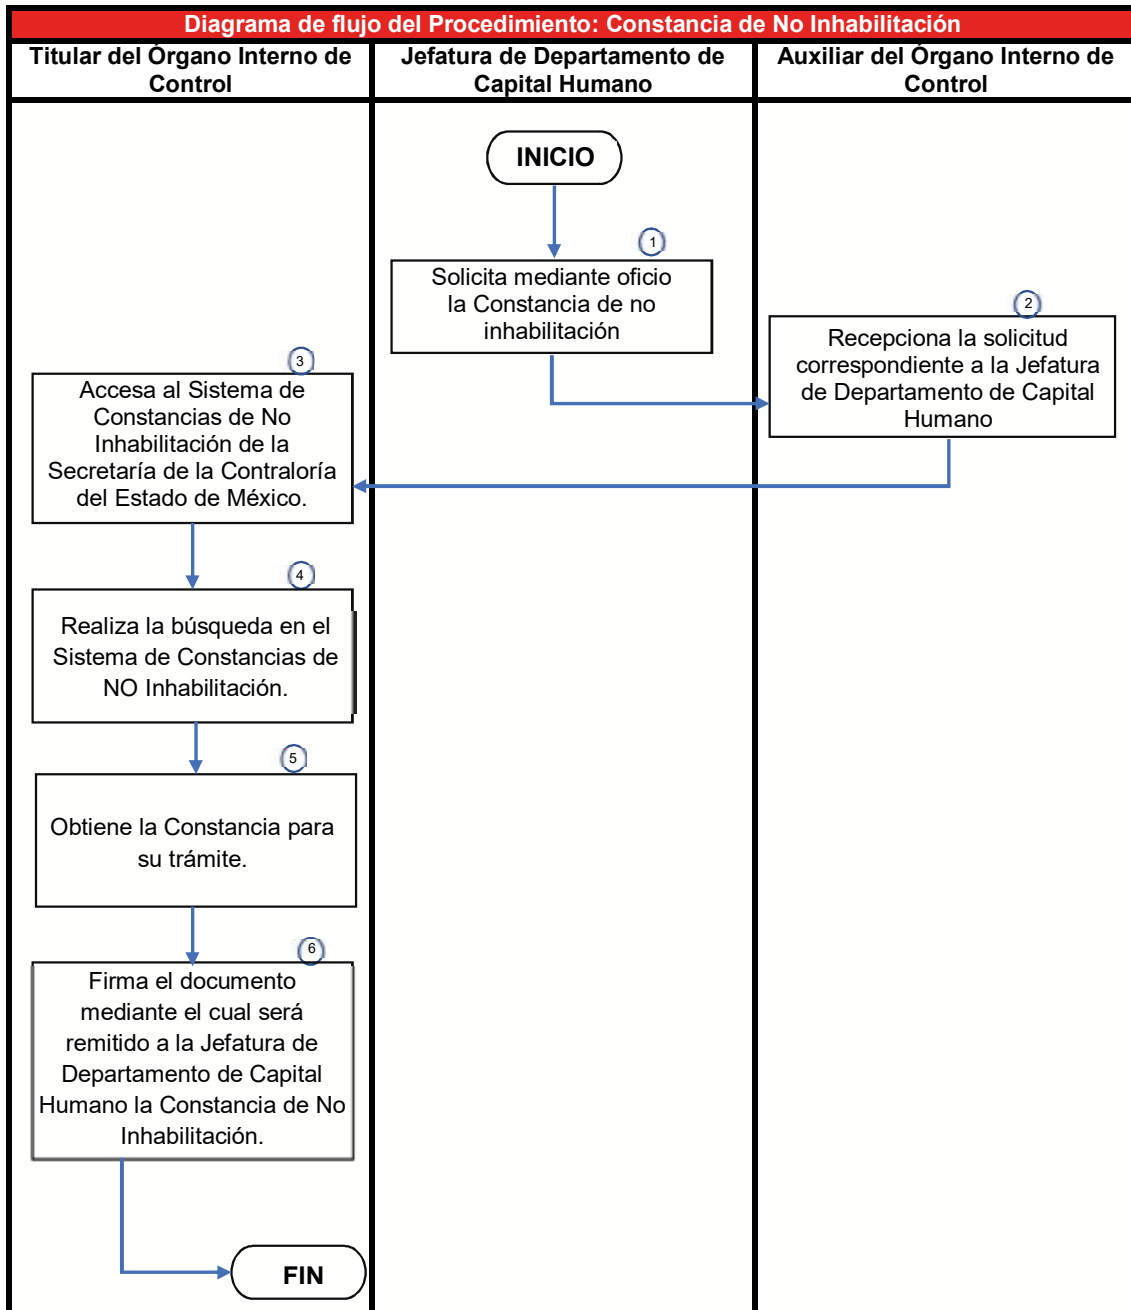 Diagrama de flujo del Procedimiento: Constancia de No Inhabilitación
Titular del Órgano Interno de
Control
Jefatura de Departamento de
Capital Humano
Auxiliar del Órgano Interno de
Control
INICIO
1
Solicita mediante oficio
la Constancia de no
inhabilitación
2
Recepciona la solicitud
correspondiente a la Jefatura
de Departamento de Capital
Humano
3
Accesa al Sistema de
Constancias de No
Inhabilitación de la
Secretaría de la Contraloría
del Estado de México.
4
Realiza la búsqueda en el
Sistema de Constancias de
NO Inhabilitación.
5
Obtiene la Constancia para
su trámite.
6
Firma el documento
mediante el cual será
remitido a la Jefatura de
Departamento de Capital
Humano la Constancia de No
Inhabilitación.
FIN